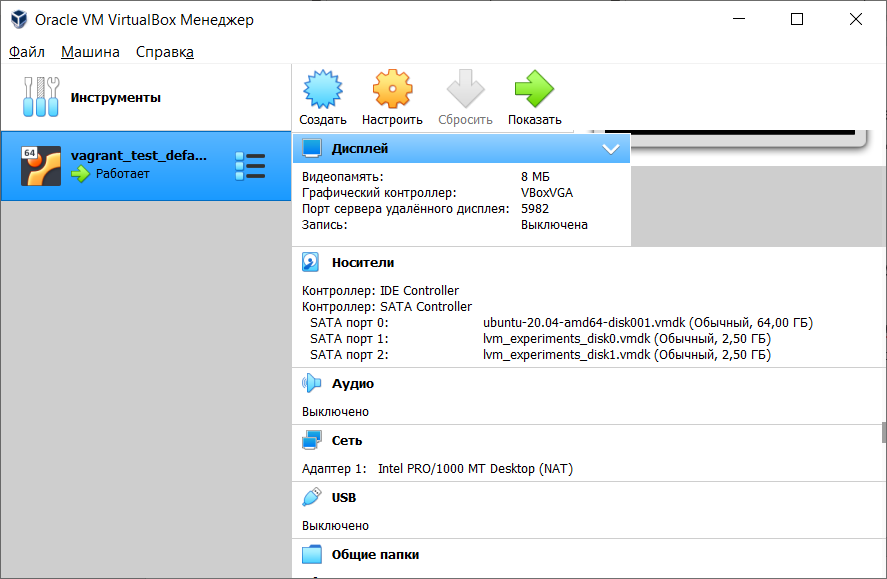 Oracle VM VirtualBox Менеджер
Файл Машина Справка
Инструменты
Создать Настроить Сбросить Показать
64
vagrant_test_defa...
Работает
Дисплей
Видеопамять: 8 МБ
Графический контроллер: VBoxVGA
Порт сервера удалённого дисплея: 5982
Запись: Выключена
Носители
Контроллер: IDE Controller
Контроллер: SATA Controller
SATA порт 0: ubuntu-20.04-amd64-disk001.vmdk (Обычный, 64,00 ГБ)
SATA порт 1: lvm_experiments_disk0.vmdk (Обычный, 2,50 ГБ)
SATA порт 2: lvm_experiments_disk1.vmdk (Обычный, 2,50 ГБ)
Аудио
Выключено
Сеть
Адаптер 1: Intel PRO/1000 MT Desktop (NAT)
USB
Выключено
Общие папки